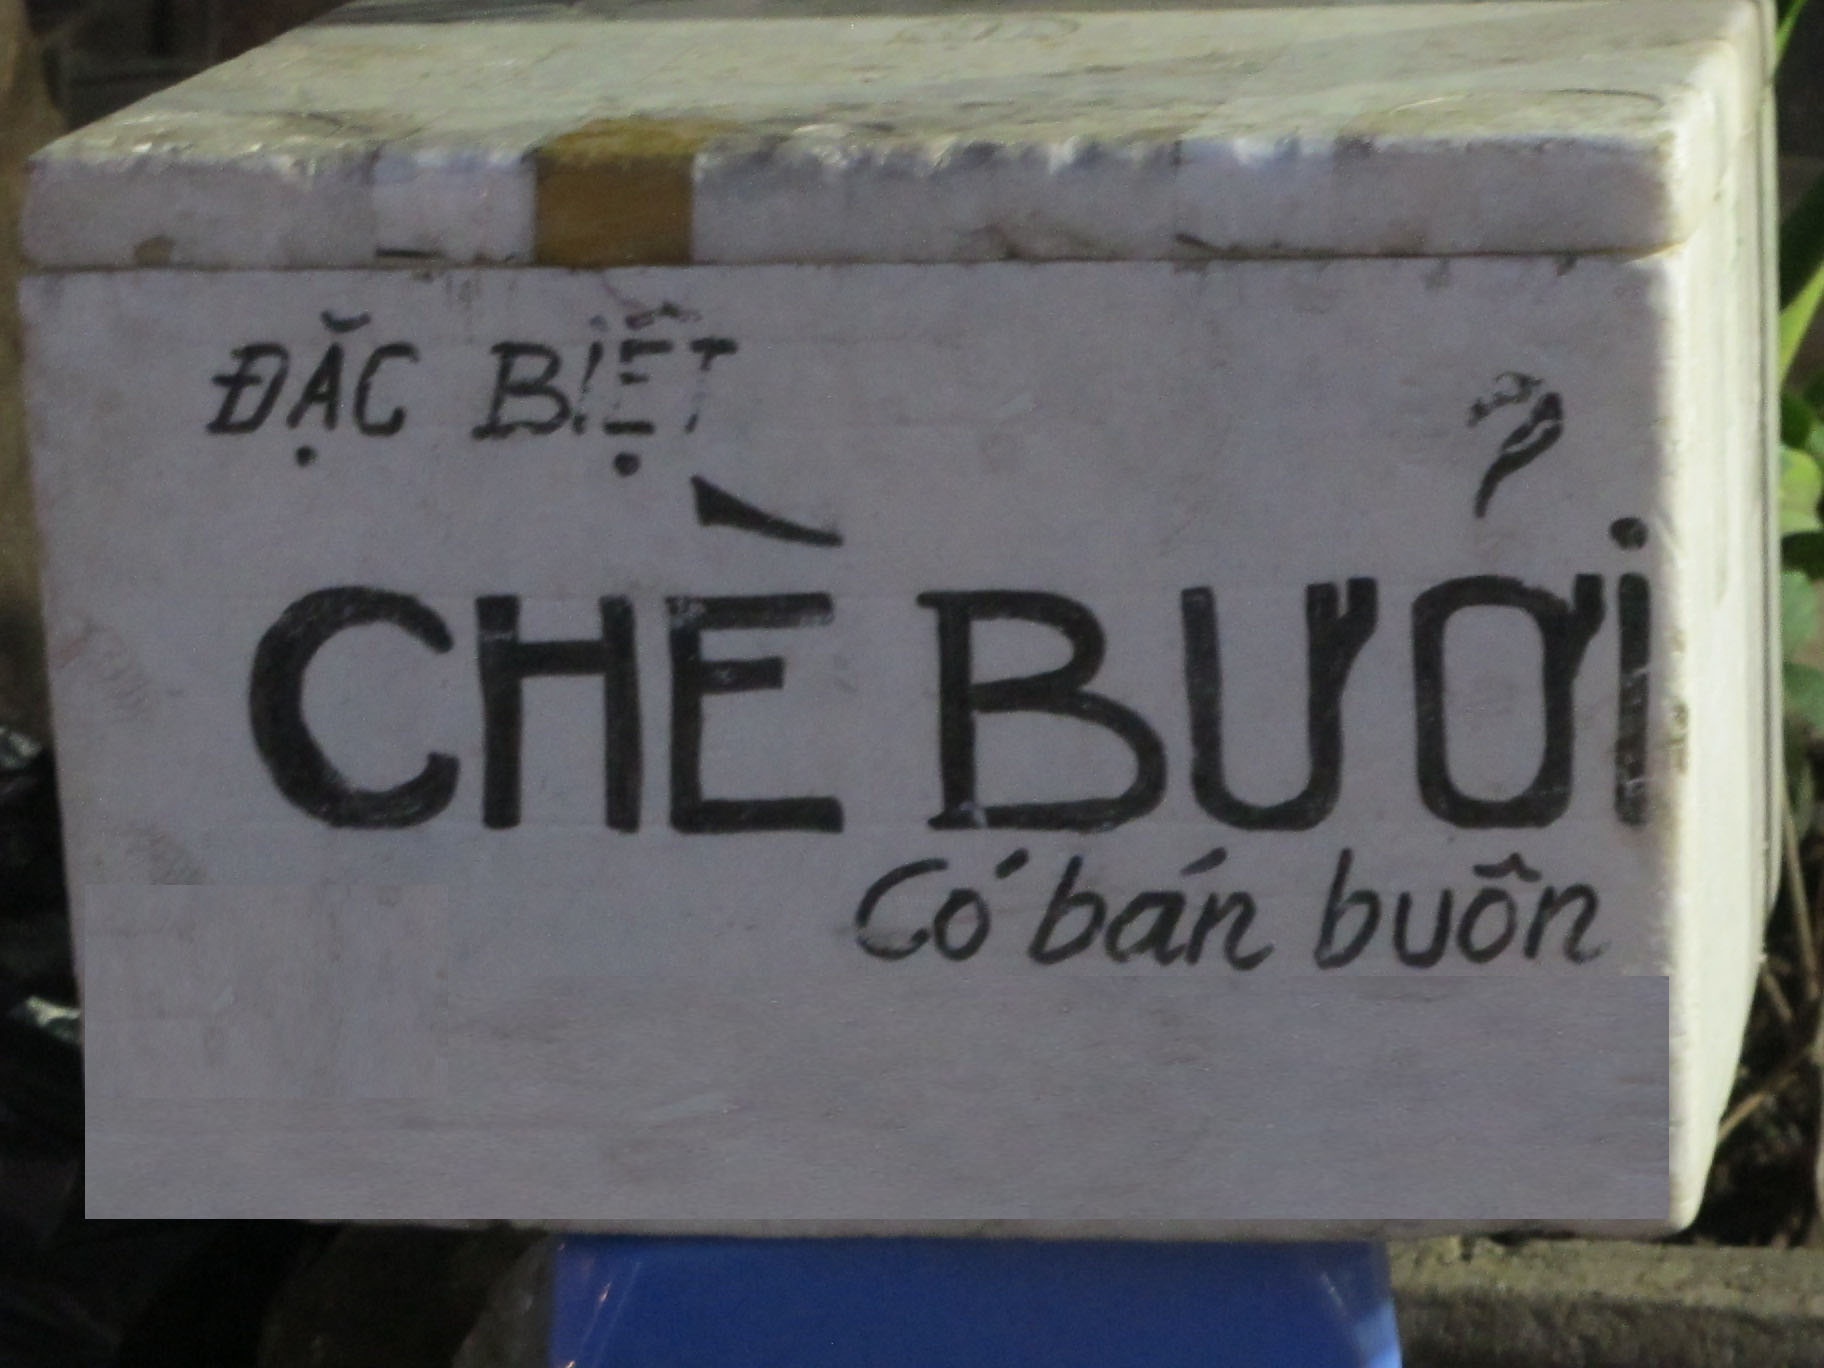 ĐẶC BIỆT
CHÈ BƯỞi
Có bán buôn